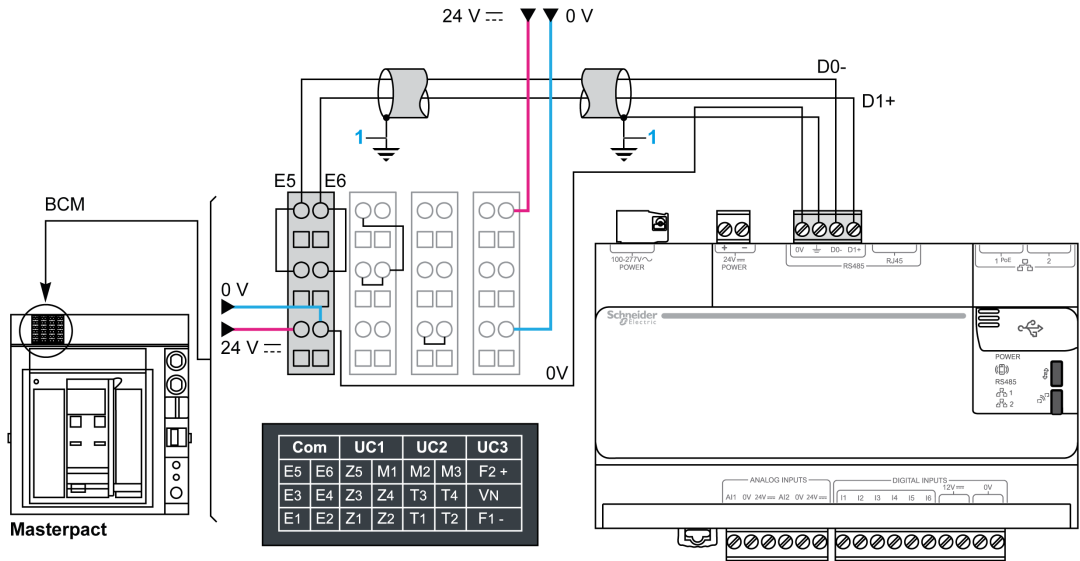 24 V 0 V
D0-
D1+
1 1
E5 E6
BCM
0 V
24 V
0V
Masterpact
Com UC1 UC2 UC3
E5 E6 Z5 M1 M2 M3 F2 +
E3 E4 Z3 Z4 T3 T4 VN
E1 E2 Z1 Z2 T1 T2 F1 -
100-277V
POWER
+ -
24V
POWER
0V D0- D1+
RS485 RJ45
1 PoE 2
Schneider
Electric
POWER
RS485
1
2
ANALOG INPUTS DIGITAL INPUTS
12V 0V
AI1 0V 24V AI2 0V 24V I1 I2 I3 I4 I5 I6